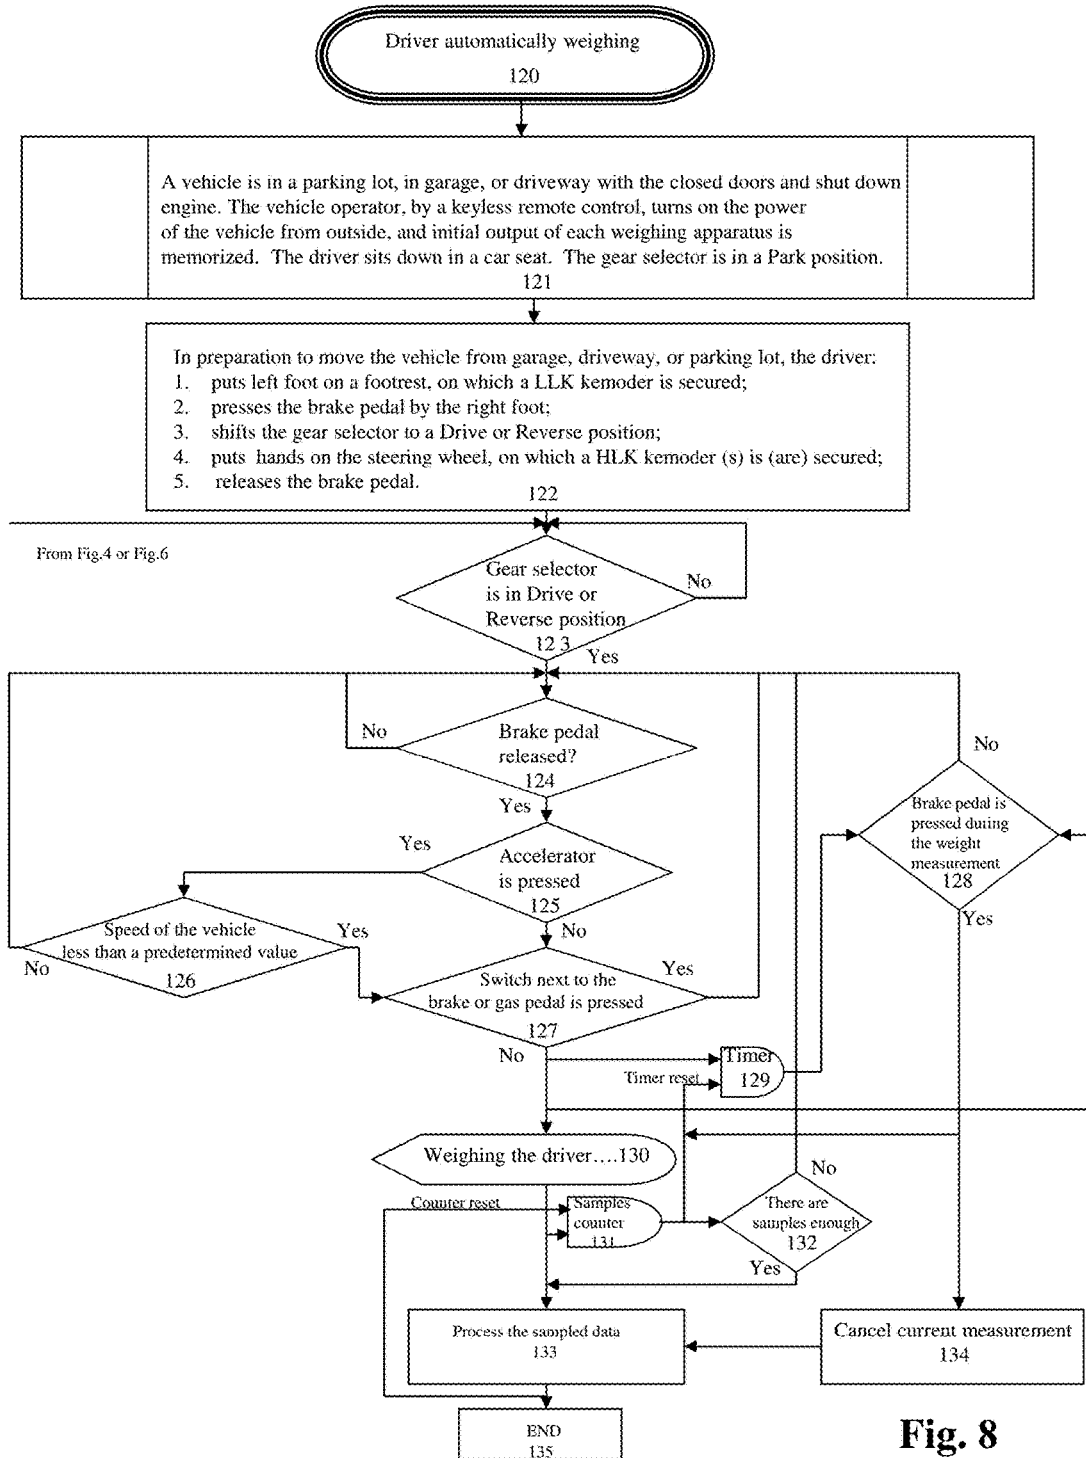 Driver automatically weighing
120
A vehicle is in a parking lot, in garage, or driveway with the closed doors and shut down
engine. The vehicle operator, by a keyless remote control, turns on the power
of the vehicle from outside, and initial output of each weighing apparatus is
memorized. The driver sits down in a car seat. The gear selector is in a Park position.
121
In preparation to move the vehicle from garage, driveway, or parking lot, the driver:
1. puts left foot on a footrest, on which a LLK kemoder is secured;
2. presses the brake pedal by the right foot;
3. shifts the gear selector to a Drive or Reverse position;
4. puts hands on the steering wheel, on which a HLK kemoder (s) is (are) secured;
5. releases the brake pedal.
122
From Fig.4 or Fig.6
Gear selector
is in Drive or
Reverse position
12 3
No
Yes
Brake pedal
released?
124
No
Yes
Accelerator
is pressed
125
Yes
No
Speed of the vehicle
less than a predetermined value
126
Yes
No
Switch next to the
brake or gas pedal is pressed
127
Yes
No
Brake pedal is
pressed during
the weight
measurement
128
No
Yes
Timer
129
Timer reset
Weighing the driver....130
Counter reset
Samples
counter
131
There are
samples enough
132
No
Yes
Process the sampled data
133
Cancel current measurement
134
END
135
Fig. 8